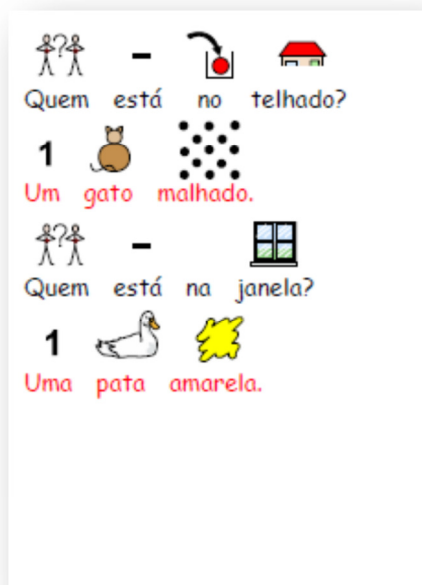 Quem está no telhado?
1
Um gato malhado.
Quem está na janela?
1
Uma pata amarela.